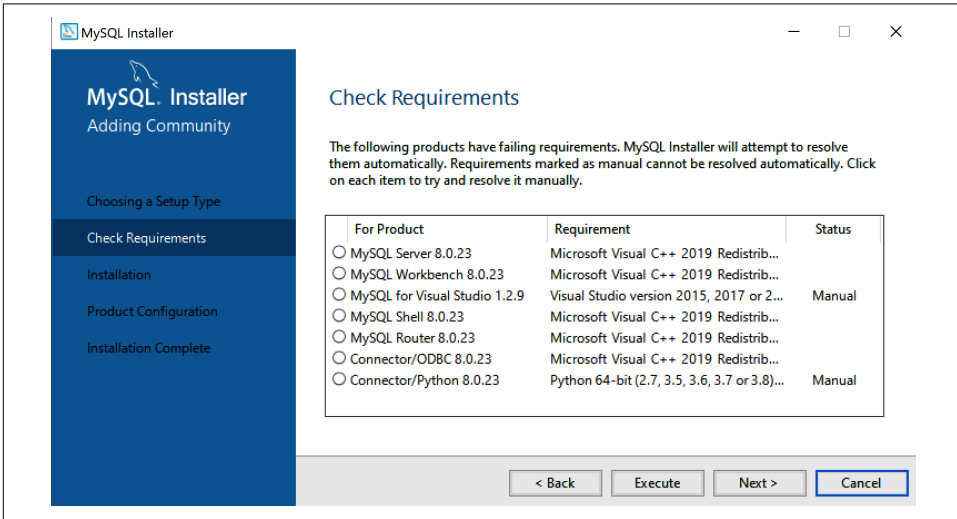 MySQL Installer
MySQL. Installer
Adding Community
Choosing a Setup Type
Check Requirements
Installation
Product Configuration
Installation Complete
Check Requirements
The following products have failing requirements. MySQL Installer will attempt to resolve
them automatically. Requirements marked as manual cannot be resolved automatically. Click
on each item to try and resolve it manually.
For Product Requirement Status
MySQL Server 8.0.23 Microsoft Visual C++ 2019 Redistrib...
MySQL Workbench 8.0.23 Microsoft Visual C++ 2019 Redistrib...
MySQL for Visual Studio 1.2.9 Visual Studio version 2015, 2017 or 2... Manual
MySQL Shell 8.0.23 Microsoft Visual C++ 2019 Redistrib...
MySQL Router 8.0.23 Microsoft Visual C++ 2019 Redistrib...
Connector/ODBC 8.0.23 Microsoft Visual C++ 2019 Redistrib...
Connector/Python 8.0.23 Python 64-bit (2.7, 3.5, 3.6, 3.7 or 3.8)... Manual
< Back Execute Next > Cancel